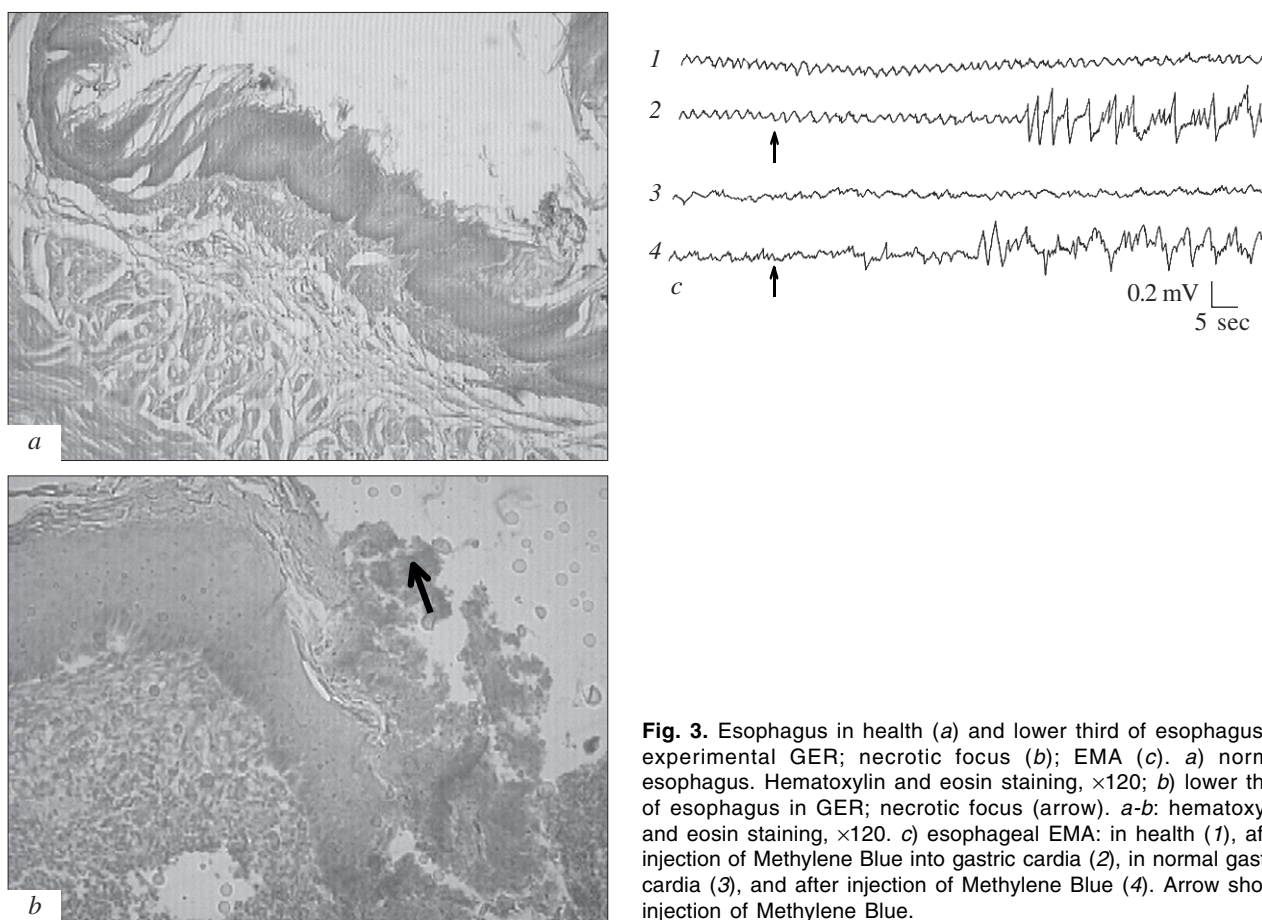 a
b
1
2
3
4
c
0.2 mV
5 sec
Fig. 3. Esophagus in health (a) and lower third of esophagus
experimental GER; necrotic focus (b); EMA (c). a) norm
esophagus. Hematoxylin and eosin staining, ×120; b) lower th
of esophagus in GER; necrotic focus (arrow). a-b: hematoxy
and eosin staining, ×120. c) esophageal EMA: in health (1), af
injection of Methylene Blue into gastric cardia (2), in normal gast
cardia (3), and after injection of Methylene Blue (4). Arrow sho
injection of Methylene Blue.